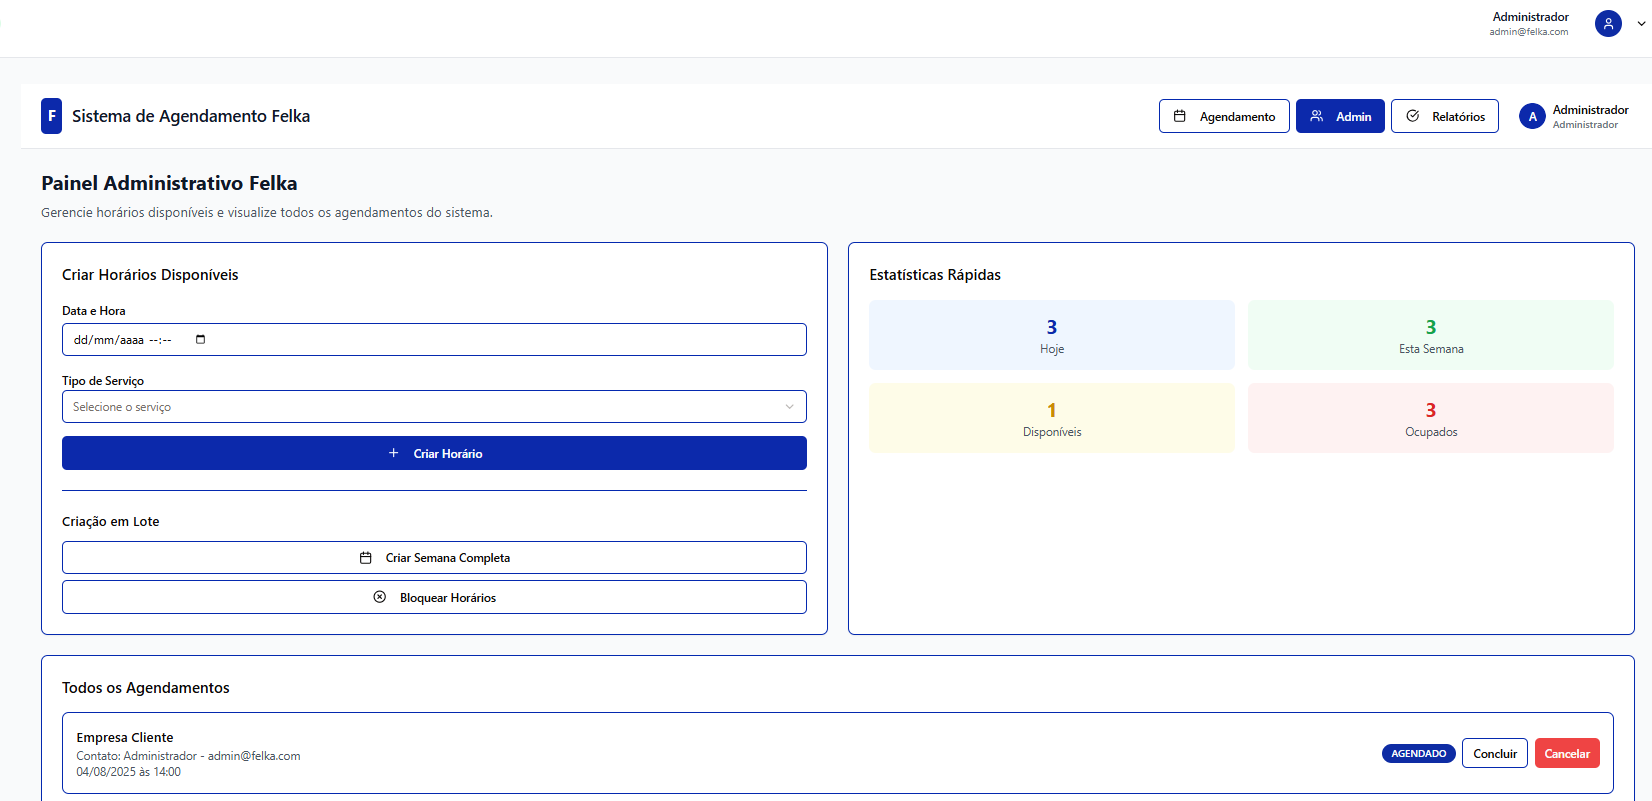 Administrador
admin@felka.com
F Sistema de Agendamento Felka
Agendamento
Admin
Relatórios
A
Administrador
Administrador
Painel Administrativo Felka
Gerencie horários disponíveis e visualize todos os agendamentos do sistema.
Criar Horários Disponíveis
Data e Hora
dd/mm/aaaa --:--
Tipo de Serviço
Selecione o serviço
+ Criar Horário
Criação em Lote
Criar Semana Completa
Bloquear Horários
Estatísticas Rápidas
3
Hoje
3
Esta Semana
1
Disponíveis
3
Ocupados
Todos os Agendamentos
Empresa Cliente
Contato: Administrador - admin@felka.com
04/08/2025 às 14:00
AGENDADO
Concluir
Cancelar